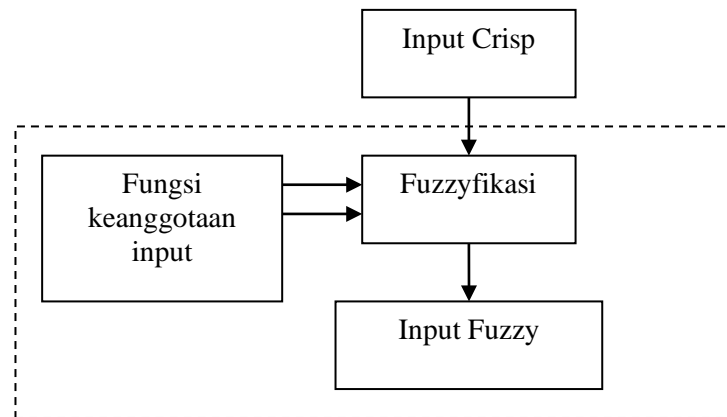 Input Crisp
Fungsi
keanggotaan
input
Fuzzyfikasi
Input Fuzzy